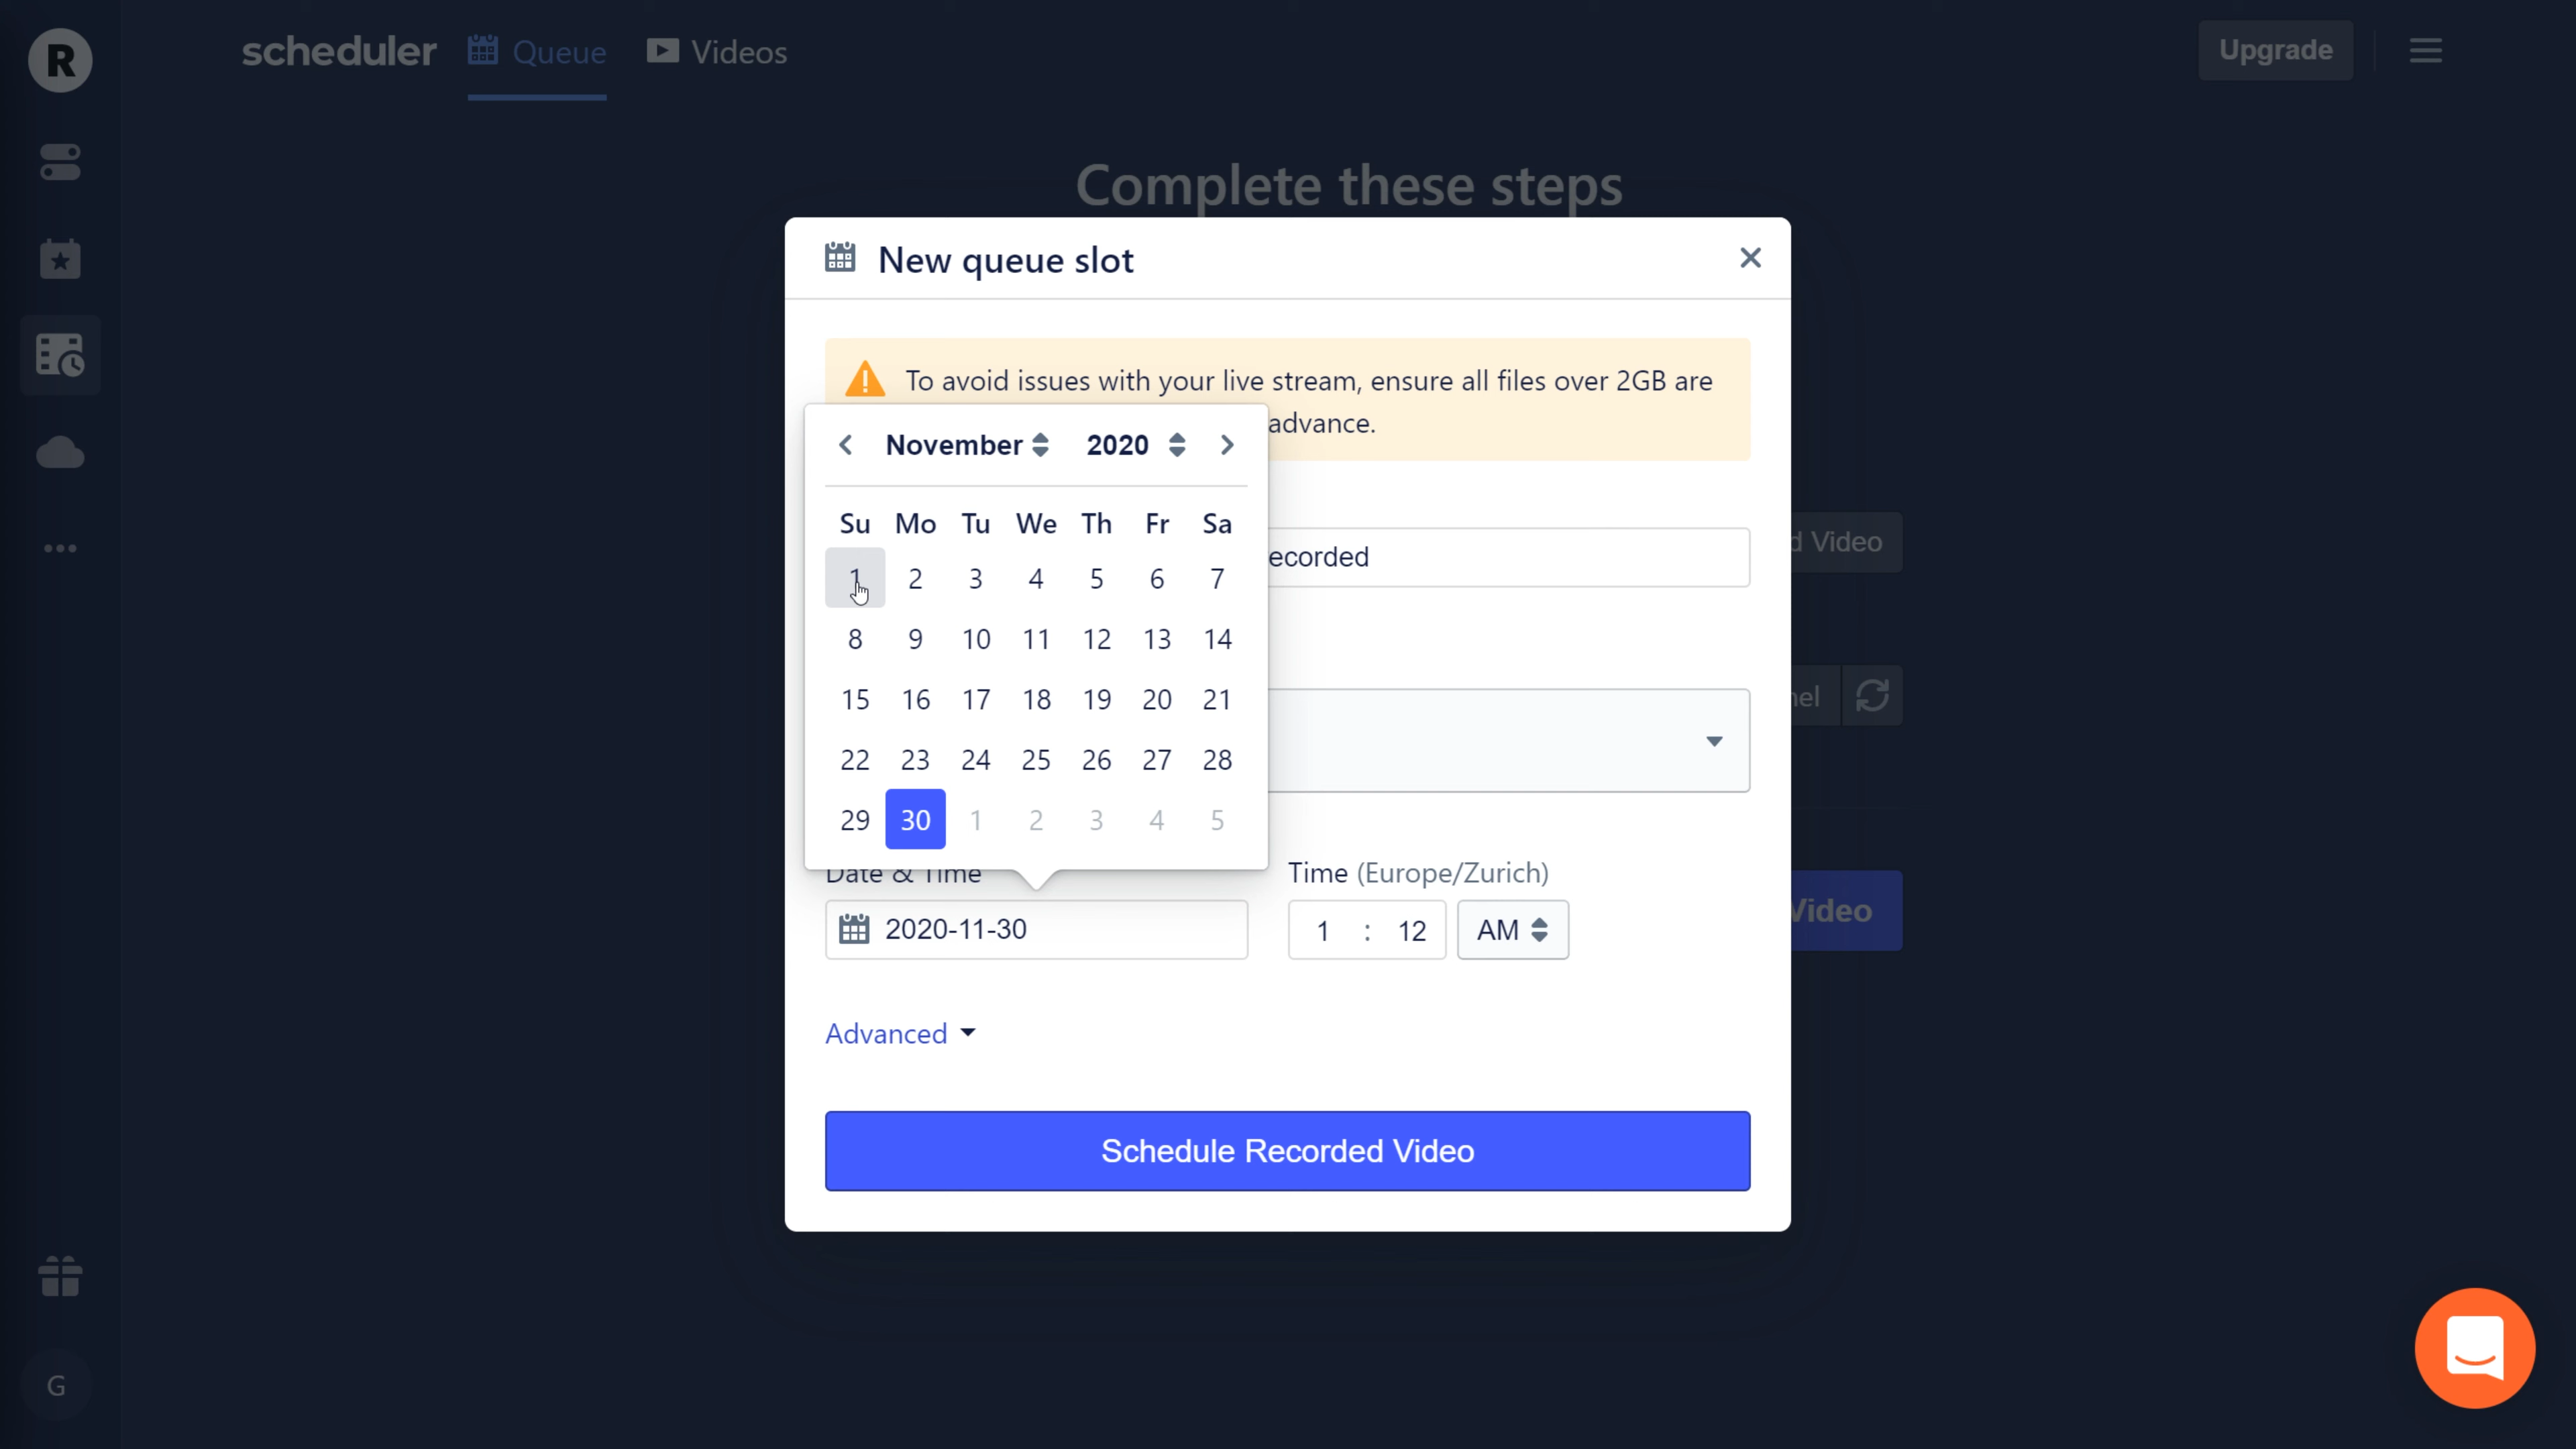 R
scheduler Queue Videos Upgrade
Complete these steps
New queue slot
To avoid issues with your live stream, ensure all files over 2GB are
advance.
November 2020
Su Mo Tu We Th Fr Sa
1 2 3 4 5 6 7
8 9 10 11 12 13 14
15 16 17 18 19 20 21
22 23 24 25 26 27 28
29 30 1 2 3 4 5
ecorded
d Video
nel
Date & Time
Time (Europe/Zurich)
2020-11-30
1 : 12 AM
Video
Advanced
Schedule Recorded Video
G